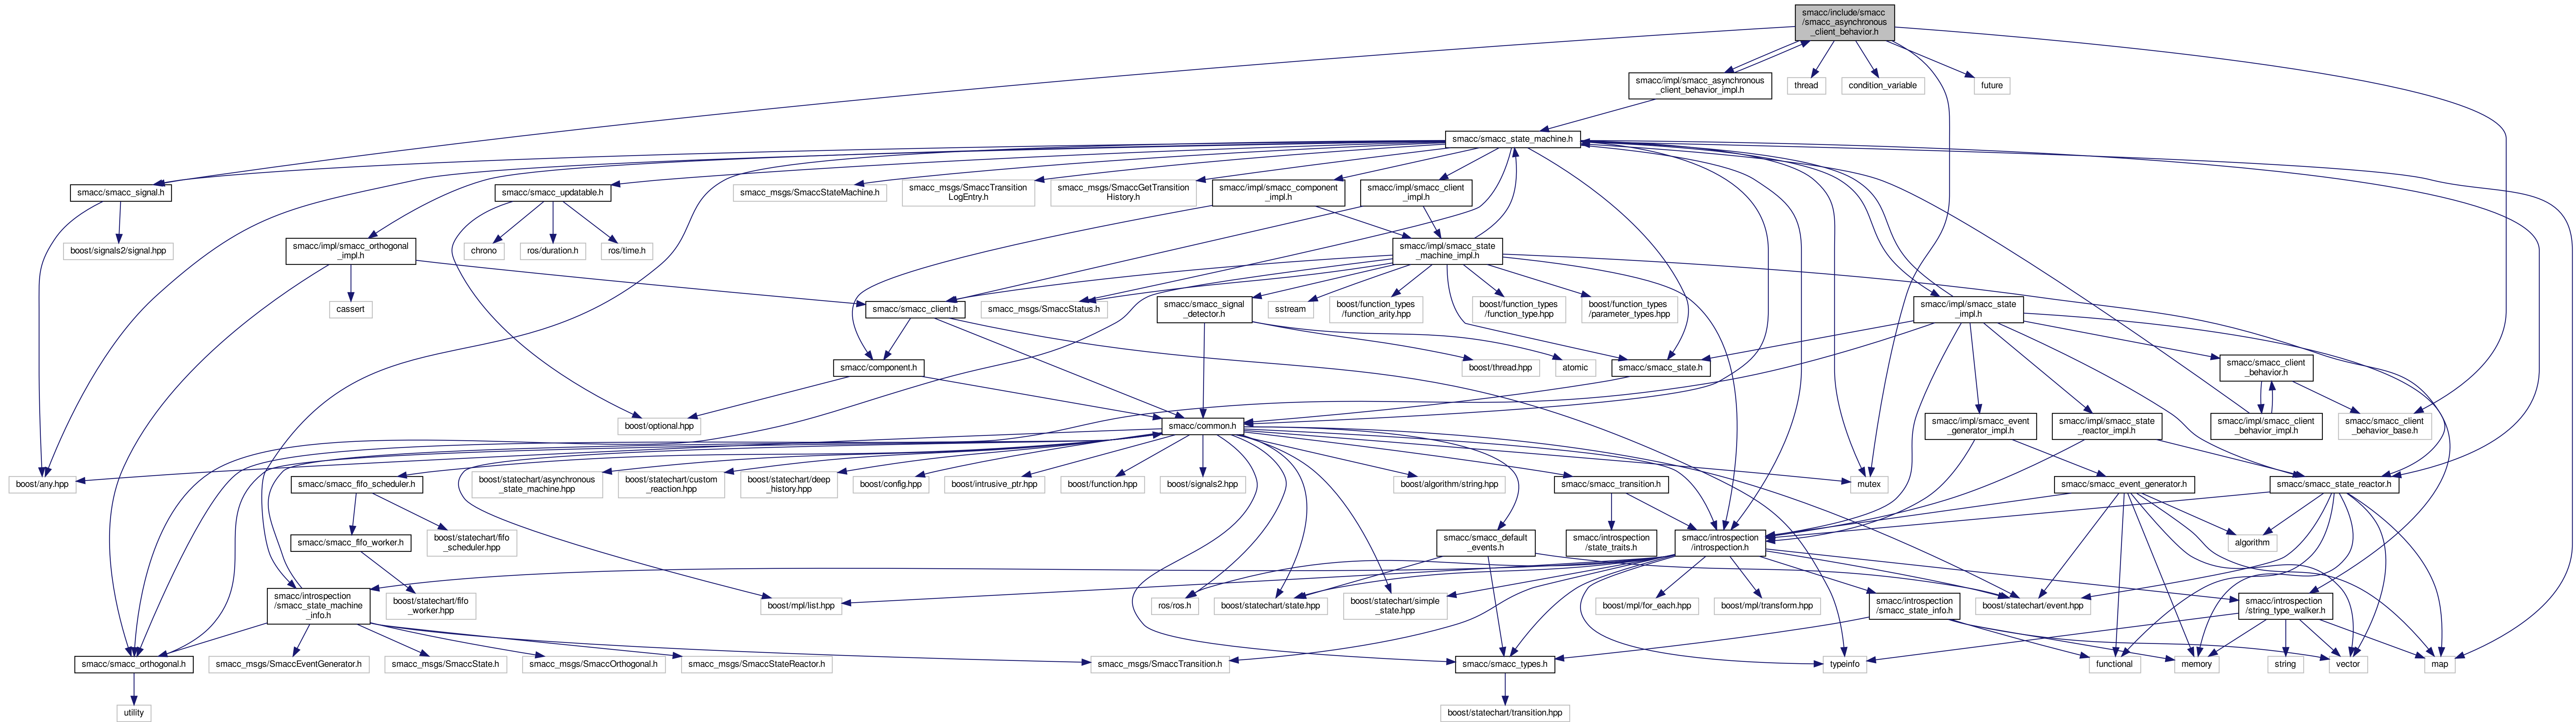 smacc/include/smacc
/smacc_asynchronous
_client_behavior.h
smacc/impl/smacc_asynchronous
_client_behavior_impl.h
thread
condition_variable
future
smacc/smacc_state_machine.h
smacc/smacc_signal.h
smacc/smacc_updatable.h
smacc_msgs/SmaccStateMachine.h
smacc_msgs/SmaccTransition
LogEntry.h
smacc_msgs/SmaccGetTransition
History.h
smacc/impl/smacc_component
_impl.h
smacc/impl/smacc_client
_impl.h
boost/signals2/signal.hpp
smacc/impl/smacc_orthogonal
_impl.h
chrono
ros/duration.h
ros/time.h
smacc/impl/smacc_state
_machine_impl.h
cassert
smacc/smacc_client.h
smacc_msgs/SmaccStatus.h
smacc/smacc_signal
_detector.h
sstream
boost/function_types
/function_arity.hpp
boost/function_types
/function_type.hpp
boost/function_types
/parameter_types.hpp
smacc/impl/smacc_state
_impl.h
smacc/component.h
boost/thread.hpp
atomic
smacc/smacc_state.h
smacc/smacc_client
_behavior.h
boost/optional.hpp
smacc/common.h
smacc/impl/smacc_event
_generator_impl.h
smacc/impl/smacc_state
_reactor_impl.h
smacc/impl/smacc_client
_behavior_impl.h
smacc/smacc_client
_behavior_base.h
boost/any.hpp
smacc/smacc_fifo_scheduler.h
boost/statechart/asynchronous
_state_machine.hpp
boost/statechart/custom
_reaction.hpp
boost/statechart/deep
_history.hpp
boost/config.hpp
boost/intrusive_ptr.hpp
boost/function.hpp
boost/signals2.hpp
boost/algorithm/string.hpp
smacc/smacc_transition.h
mutex
smacc/smacc_event_generator.h
smacc/smacc_state_reactor.h
smacc/smacc_fifo_worker.h
boost/statechart/fifo
_scheduler.hpp
smacc/smacc_default
_events.h
smacc/introspection
/state_traits.h
smacc/introspection
/introspection.h
algorithm
smacc/introspection
/smacc_state_machine
_info.h
boost/statechart/fifo
_worker.hpp
boost/mpl/list.hpp
ros/ros.h
boost/statechart/state.hpp
boost/statechart/simple
_state.hpp
boost/mpl/for_each.hpp
boost/mpl/transform.hpp
smacc/introspection
/smacc_state_info.h
boost/statechart/event.hpp
smacc/introspection
/string_type_walker.h
smacc/smacc_orthogonal.h
smacc_msgs/SmaccEventGenerator.h
smacc_msgs/SmaccState.h
smacc_msgs/SmaccOrthogonal.h
smacc_msgs/SmaccStateReactor.h
smacc_msgs/SmaccTransition.h
smacc/smacc_types.h
typeinfo
functional
memory
string
vector
map
utility
boost/statechart/transition.hpp